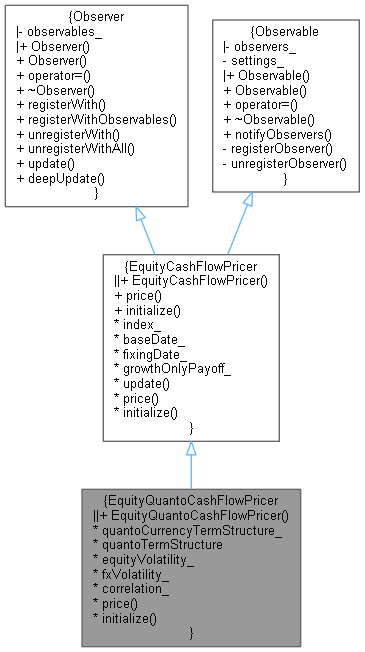 {Observer
|- observables_
|+ Observer()
+ Observer()
+ operator=()
+ ~Observer()
+ registerWith()
+ registerWithObservables()
+ unregisterWith()
+ unregisterWithAll()
+ update()
+ deepUpdate()
}
{Observable
|- observers_
- settings_
|+ Observable()
+ Observable()
+ operator=()
+ ~Observable()
+ notifyObservers()
- registerObserver()
- unregisterObserver()
}
{EquityCashFlowPricer
||+ EquityCashFlowPricer()
+ price()
+ initialize()
* index_
* baseDate_
* fixingDate_
* growthOnlyPayoff_
* update()
* price()
* initialize()
}
{EquityQuantoCashFlowPricer
||+ EquityQuantoCashFlowPricer()
* quantoCurrencyTermStructure_
* quantoTermStructure
* equityVolatility_
* fxVolatility_
* correlation_
* price()
* initialize()
}